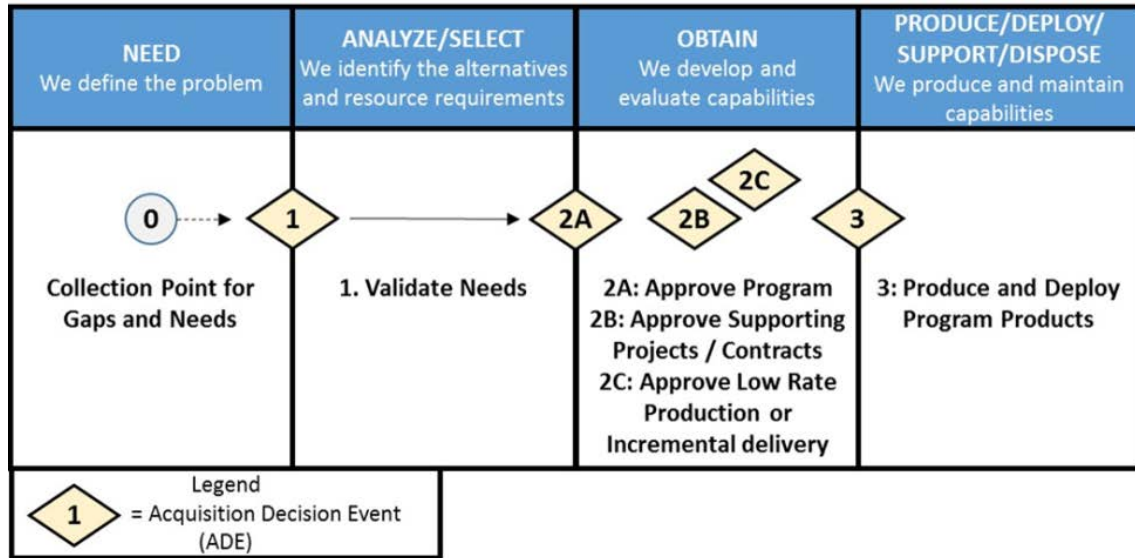 NEED
We define the problem
ANALYZE/SELECT
We identify the alternatives
and resource requirements
OBTAIN
We develop and
evaluate capabilities
PRODUCE/DEPLOY/
SUPPORT/DISPOSE
We produce and maintain
capabilities
0
1
2A
2B
2C
3
Collection Point for
Gaps and Needs
1. Validate Needs
2A: Approve Program
2B: Approve Supporting
Projects / Contracts
2C: Approve Low Rate
Production or
Incremental delivery
3: Produce and Deploy
Program Products
Legend
1
= Acquisition Decision Event
(ADE)